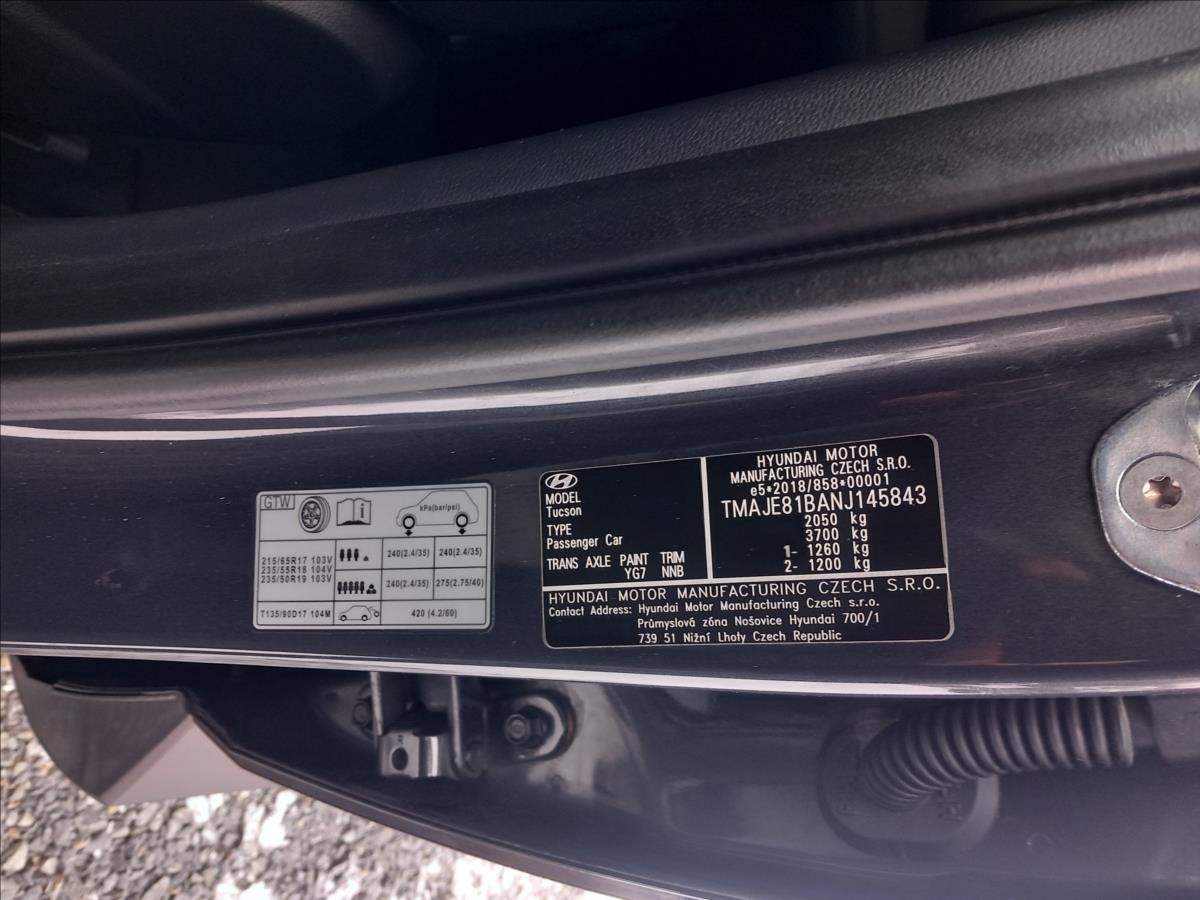 GTW
kPa(bar/psi)
215/65R17 103V
235/55R18 104V
235/50R19 103V
240(2.4/35) 240(2.4/35)
240(2.4/35) 275(2.75/40)
T135/90D17 104M 420 (4.2/60)
MODEL
Tucson
TYPE
Passenger Car
TRANS AXLE PAINT TRIM
YG7 NNB
HYUNDAI MOTOR
MANUFACTURING CZECH S.R.O.
e5*2018/858*00001
TMAJE81BANJ145843
2050 kg
3700 kg
1- 1260 kg
2- 1200 kg
HYUNDAI MOTOR MANUFACTURING CZECH S.R.O.
Contact Address: Hyundai Motor Manufacturing Czech s.r.o.
Průmyslová zóna Nošovice Hyundai 700/1
739 51 Nižní Lhoty Czech Republic